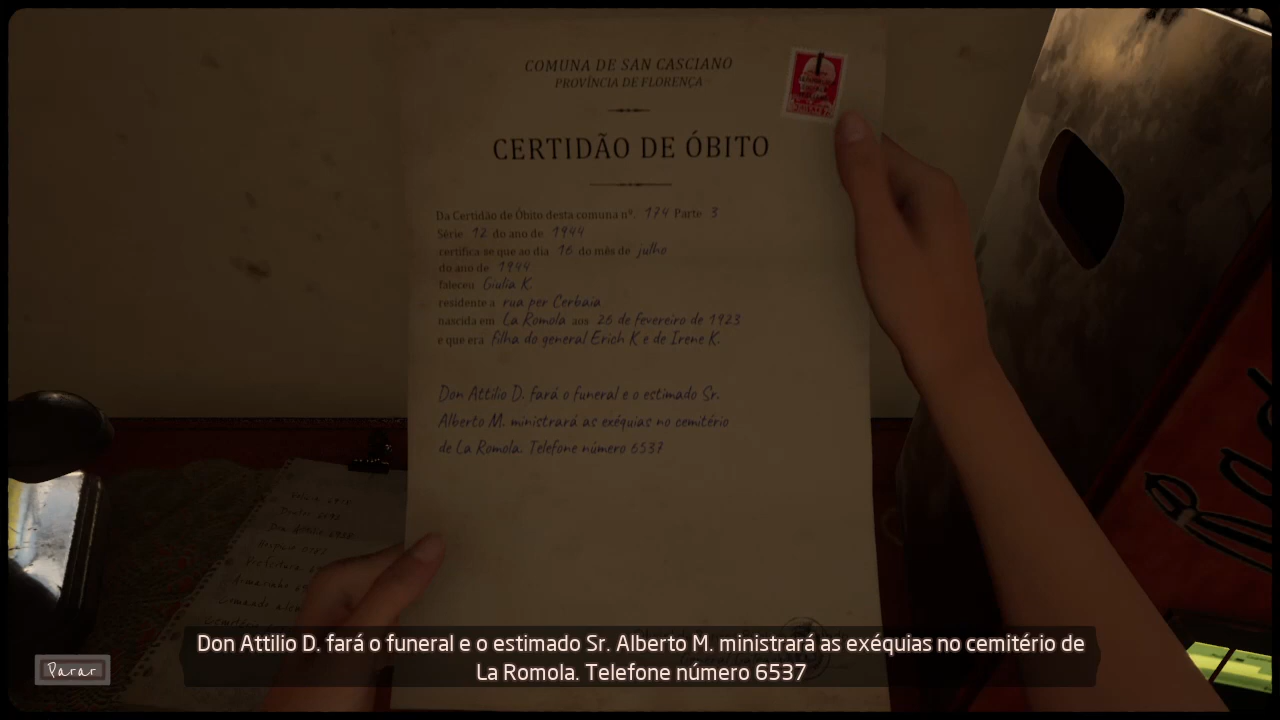 COMUNA DE SAN CASCIANO
PROVÍNCIA DE FLORENÇA
CERTIDÃO DE ÓBITO
Da Certidão de Óbito desta comuna nº. 174 Parte 3
Série 12 do ano de 1944
certifica-se que ao dia 16 do mês de julho
do ano de 1944
faleceu Giulia K.
residente a rua per Cerbaia
nascida em La Romola aus 26 de fevereiro de 1923
e que era filha do general Erich K e de Irene K.
Don Attilio D. fará o funeral e o estimado Sr.
Alberto M. ministrará as exéquias no cemitério
de La Romola. Telefone número 6537
Don Attilio D. fará o funeral e o estimado Sr. Alberto M. ministrará as exéquias no cemitério de
La Romola. Telefone número 6537
Parar